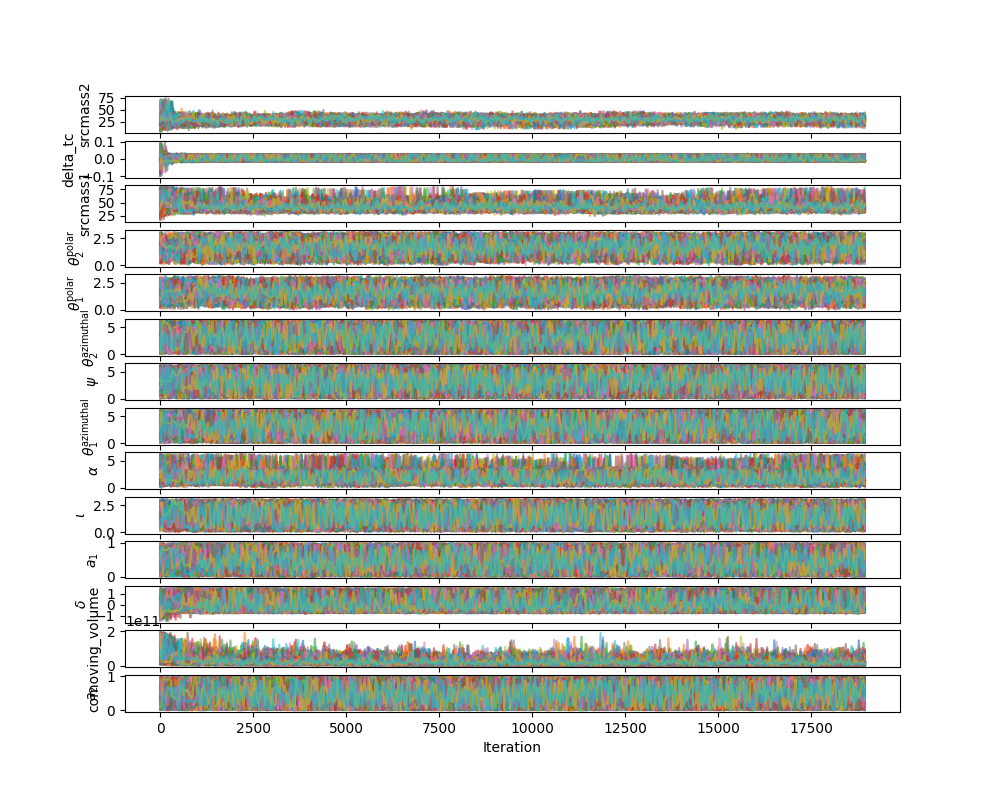 75
50
25
srcmass2
0.1
0.0
−0.1
delta_tc
75
50
25
srcmass1
2.5
0.0
θ₂^polar
2.5
0.0
θ₁^polar
5
0
θ₂^azimuthal
5
0
ψ
5
0
θ₁^azimuthal
5
0
α
2.5
0.0
ι
1
0
a₁
1
0
−1
δ
1e11
2
0
comoving_volume
1
0
0 2500 5000 7500 10000 12500 15000 17500
Iteration